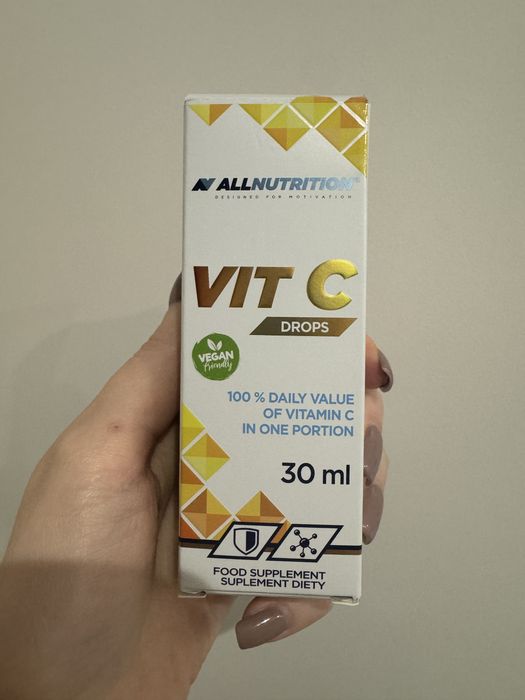 ALLNUTRITION
DESIGNED FOR MOTIVATION
VIT C
DROPS
VEGAN
friendly
100 % DAILY VALUE
OF VITAMIN C
IN ONE PORTION
30 ml
FOOD SUPPLEMENT
SUPLEMENT DIETY